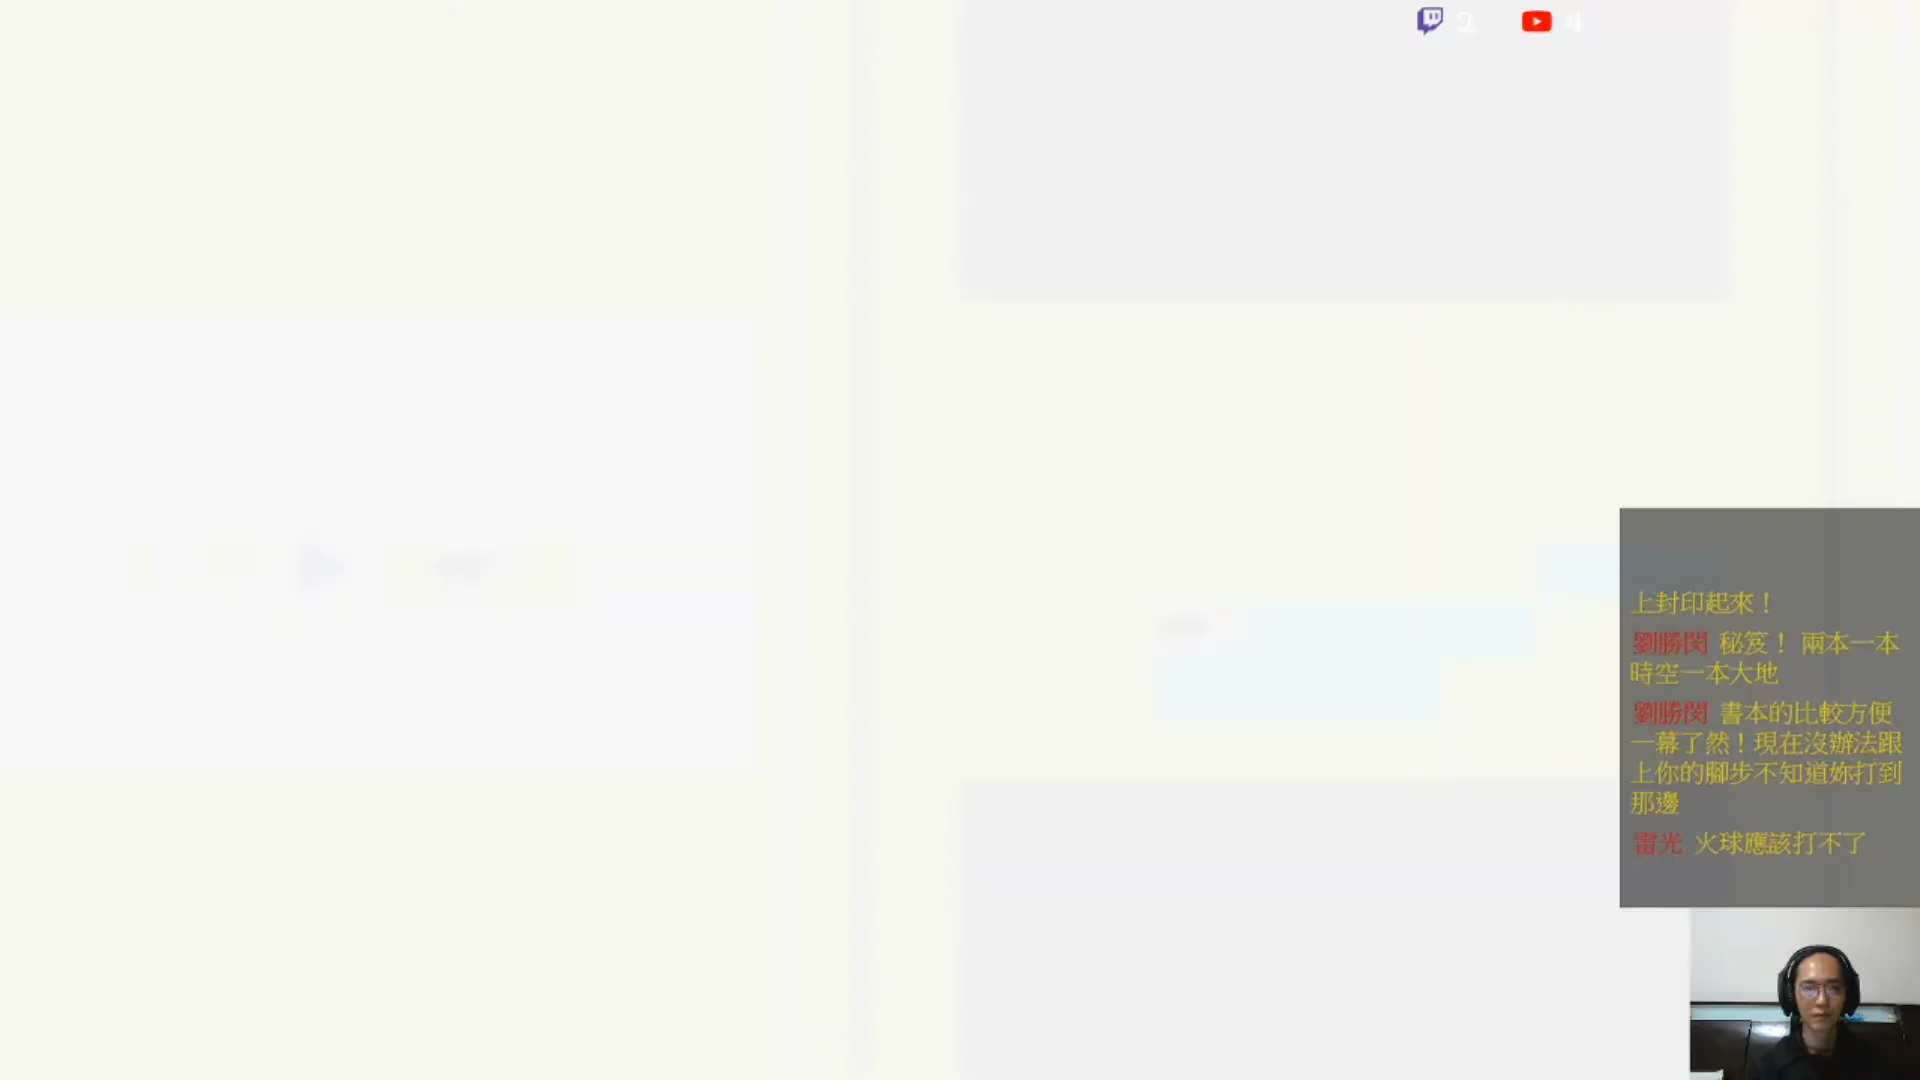 2
4
上封印起來！
劉勝閔 秘笈！ 兩本一本
時空一本大地
劉勝閔 書本的比較方便
一幕了然！現在沒辦法跟
上你的腳步不知道妳打到
那邊
雷光 火球應該打不了